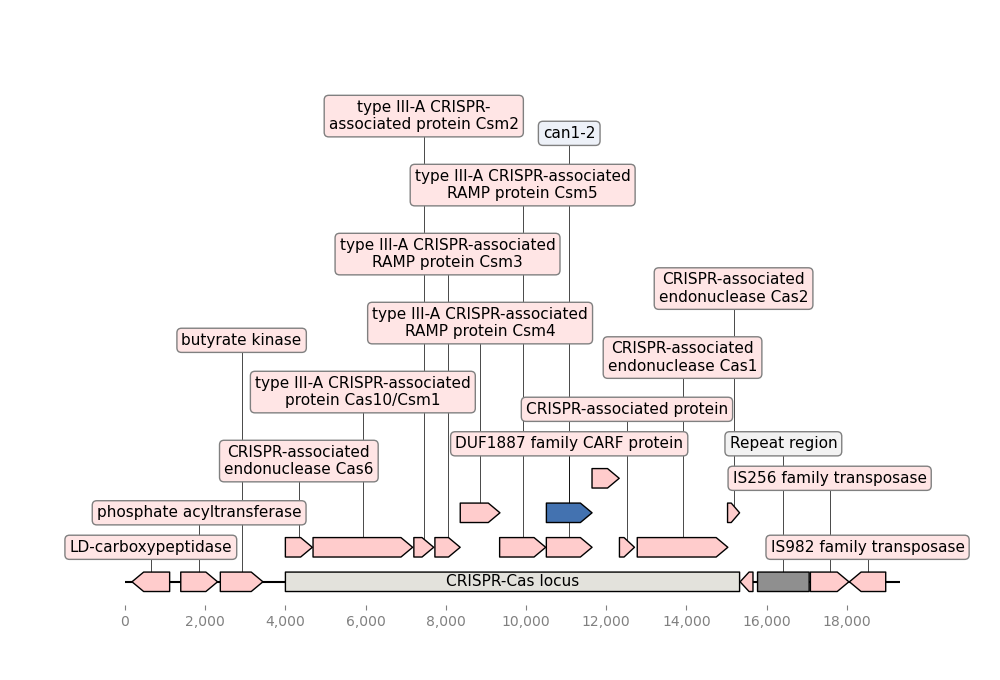 type III-A CRISPR-
associated protein Csm2
can1-2
type III-A CRISPR-associated
RAMP protein Csm5
type III-A CRISPR-associated
RAMP protein Csm3
CRISPR-associated
endonuclease Cas2
type III-A CRISPR-associated
RAMP protein Csm4
butyrate kinase
CRISPR-associated
endonuclease Cas1
type III-A CRISPR-associated
protein Cas10/Csm1
CRISPR-associated protein
DUF1887 family CARF protein
Repeat region
CRISPR-associated
endonuclease Cas6
IS256 family transposase
phosphate acyltransferase
LD-carboxypeptidase
IS982 family transposase
CRISPR-Cas locus
0 2,000 4,000 6,000 8,000 10,000 12,000 14,000 16,000 18,000